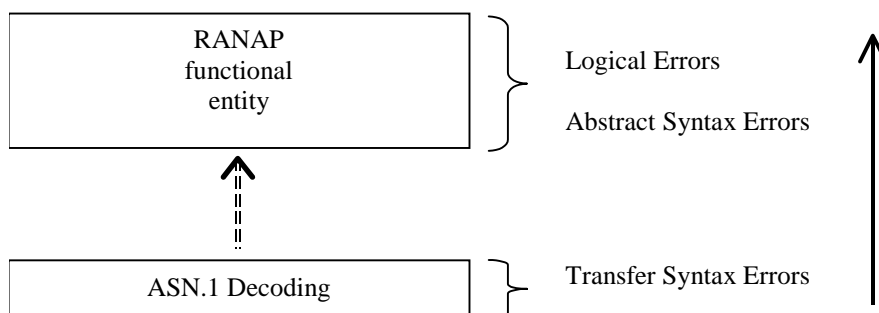 RANAP
functional
entity
Logical Errors
Abstract Syntax Errors
ASN.1 Decoding
Transfer Syntax Errors